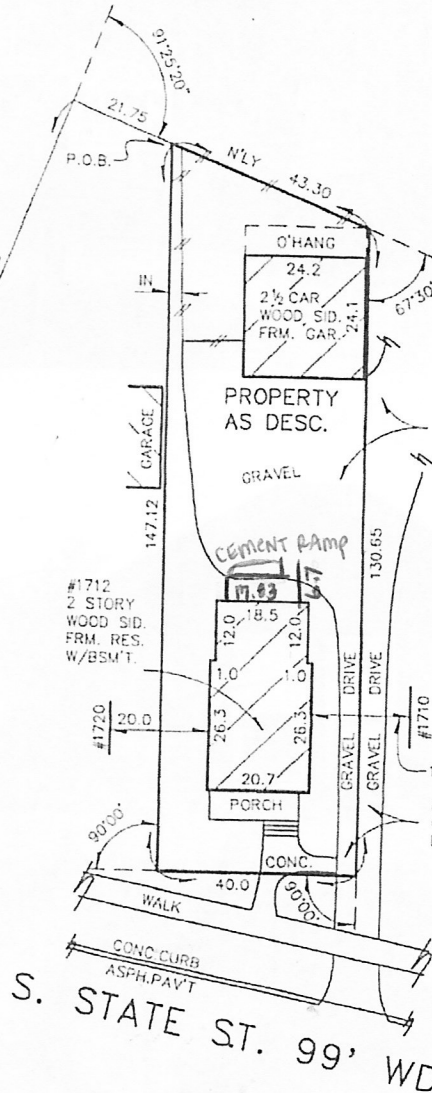 91°25'20"
21.75
P.O.B.
N'LY
43.30
O'HANG
24.2
2½ CAR
WOOD SID.
FRM. GAR.
24.1
67°30'
IN
PROPERTY
AS DESC.
GARAGE
GRAVEL
147.12
130.65
CEMENT RAMP
#1712
2 STORY
WOOD SID.
FRM. RES.
W/BSM'T.
18.5
12.0
12.0
1.0
1.0
#1720
20.0
26.3
26.3
GRAVEL DRIVE
GRAVEL DRIVE
#1710
20.7
PORCH
90°00'
CONC.
40.0
90°00'
WALK
CONC.CURB
ASPH.PAV'T
S. STATE ST. 99' WD